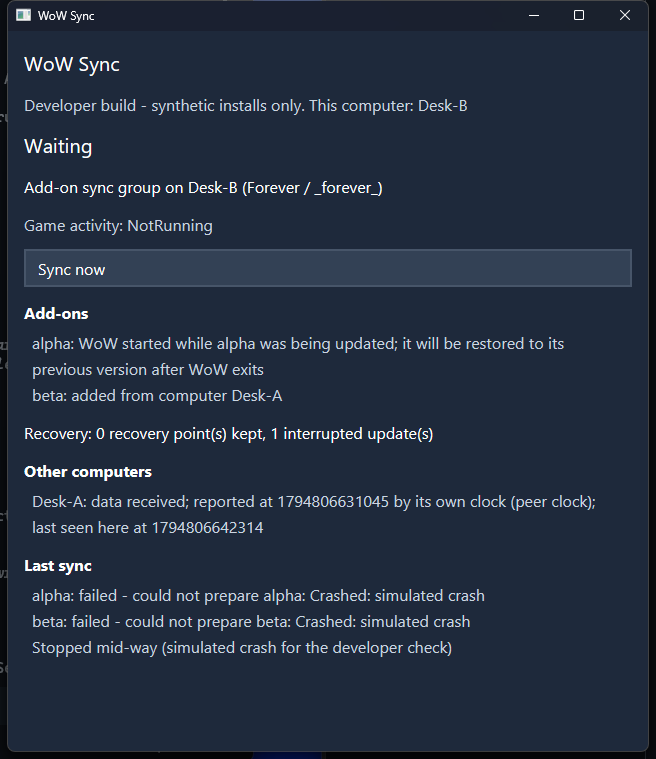 WoW Sync
WoW Sync
Developer build - synthetic installs only. This computer: Desk-B
Waiting
Add-on sync group on Desk-B (Forever / _forever_)
Game activity: NotRunning
Sync now
Add-ons
alpha: WoW started while alpha was being updated; it will be restored to its
previous version after WoW exits
beta: added from computer Desk-A
Recovery: 0 recovery point(s) kept, 1 interrupted update(s)
Other computers
Desk-A: data received; reported at 1794806631045 by its own clock (peer clock);
last seen here at 1794806642314
Last sync
alpha: failed - could not prepare alpha: Crashed: simulated crash
beta: failed - could not prepare beta: Crashed: simulated crash
Stopped mid-way (simulated crash for the developer check)